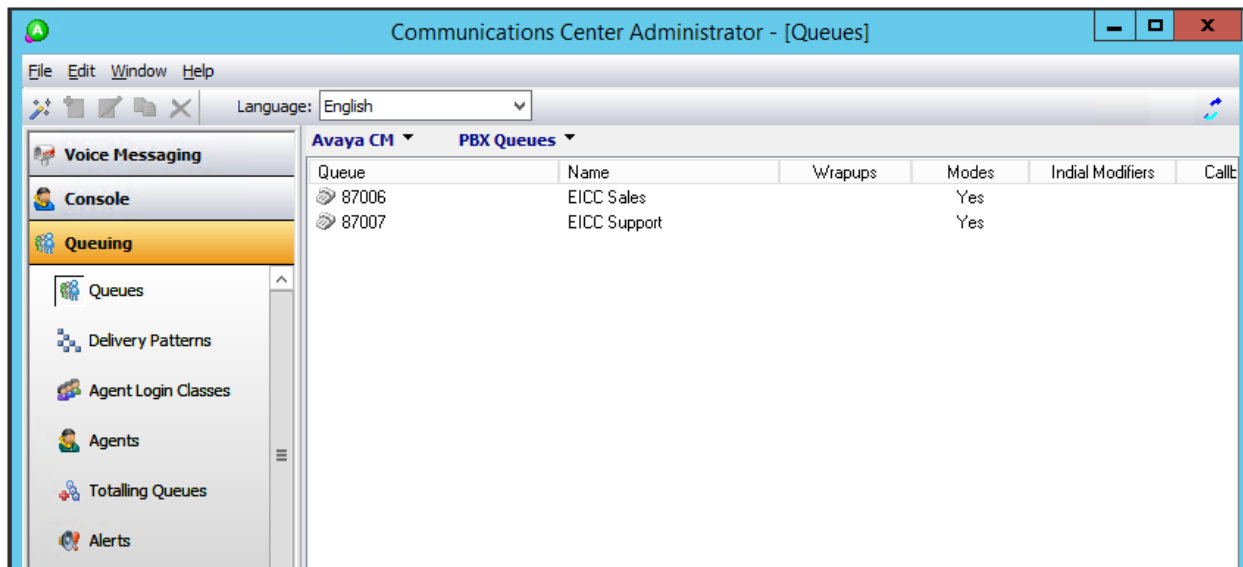 Communications Center Administrator - [Queues]
File Edit Window Help
Language: English
Avaya CM PBX Queues
Voice Messaging
Console
Queuing
Queues
Delivery Patterns
Agent Login Classes
Agents
Totalling Queues
Alerts
Queue Name Wrapups Modes Indial Modifiers Callb
87006 EICC Sales Yes
87007 EICC Support Yes